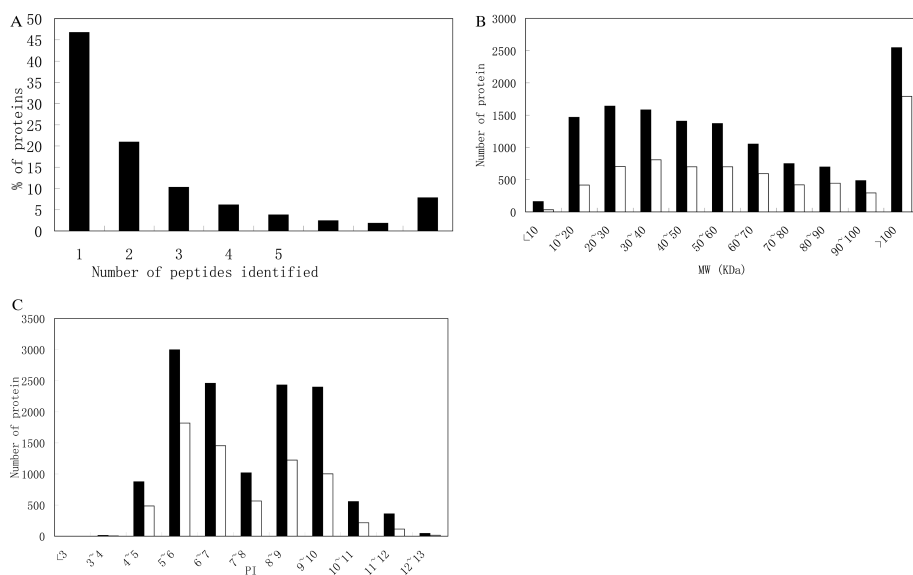 A
50
45
40
35
30
25
20
15
10
5
0
% of proteins
1 2 3 4 5
Number of peptides identified
B
3000
2500
2000
1500
1000
500
0
Number of protein
<10 10~20 20~30 30~40 40~50 50~60 60~70 70~80 80~90 90~100 >100
MW (KDa)
C
3500
3000
2500
2000
1500
1000
500
0
Number of protein
<3 3~4 4~5 5~6 6~7 7~8 8~9 9~10 10~11 11~12 12~13
PI